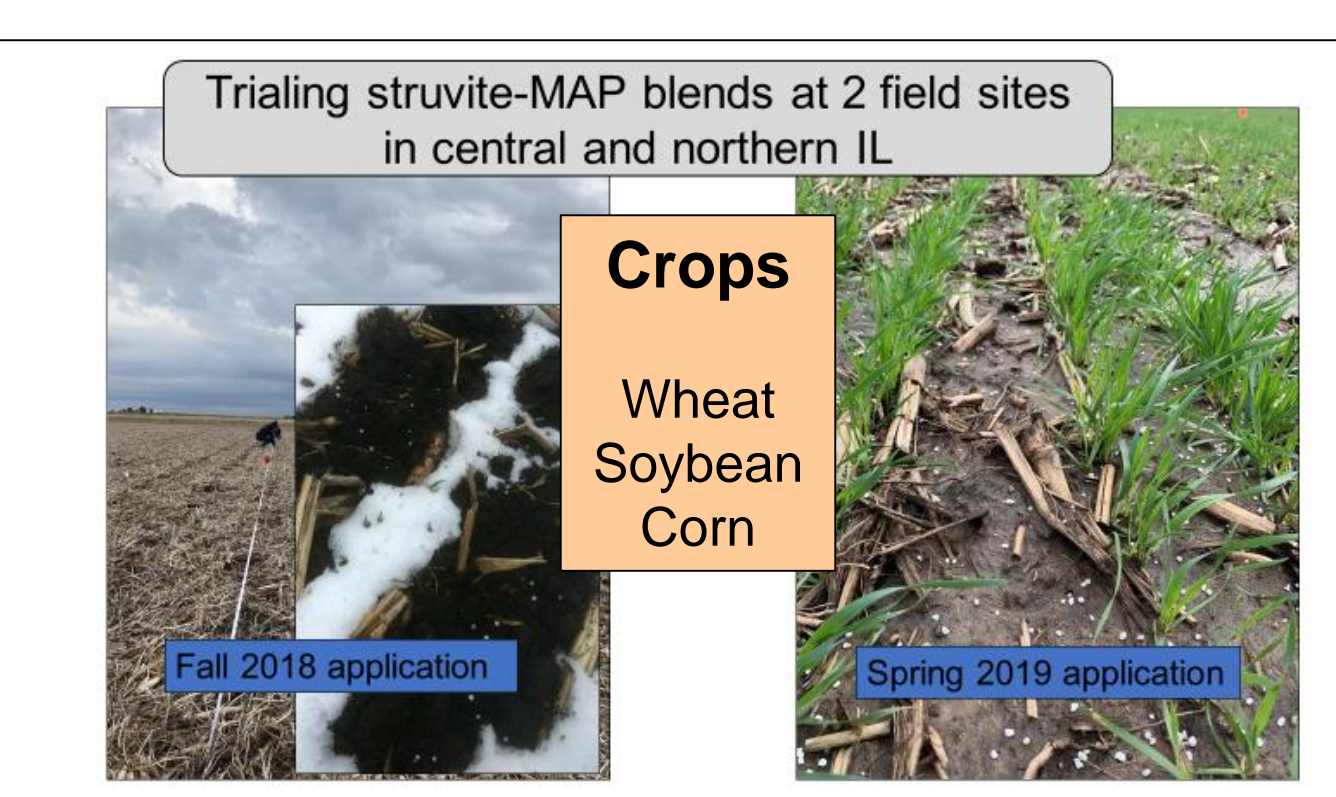 Trialing struvite-MAP blends at 2 field sites
in central and northern IL
Crops
Wheat
Soybean
Corn
Fall 2018 application
Spring 2019 application